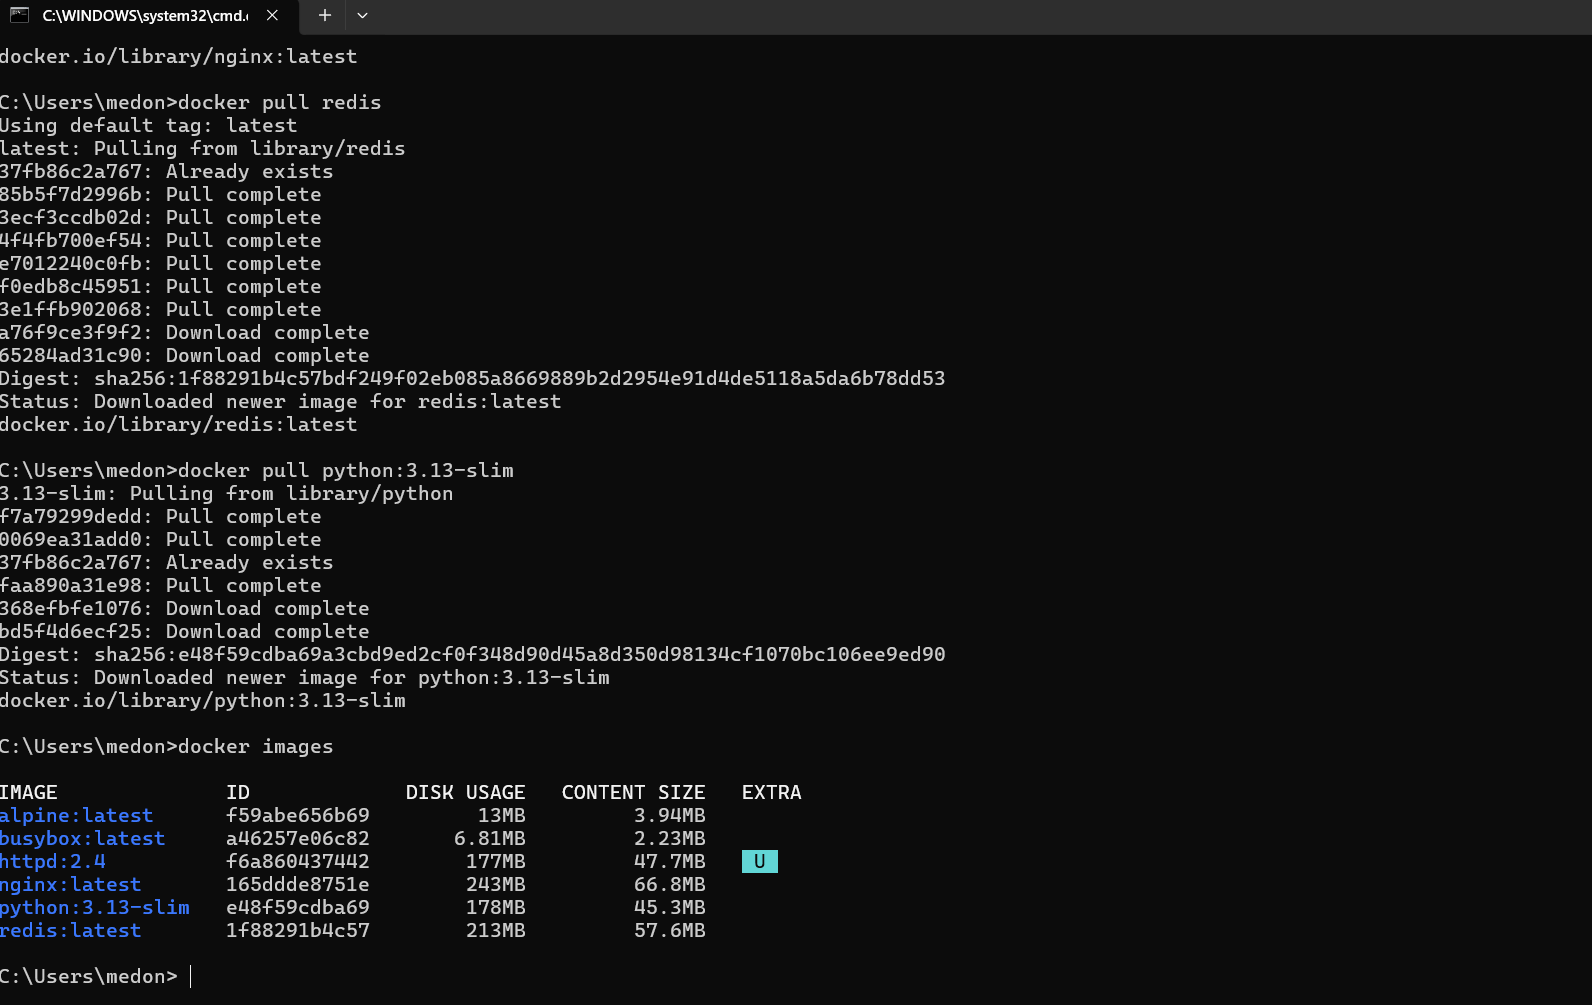 C:\WINDOWS\system32\cmd.
docker.io/library/nginx:latest
C:\Users\medon>docker pull redis
Using default tag: latest
latest: Pulling from library/redis
37fb86c2a767: Already exists
85b5f7d2996b: Pull complete
3ecf3ccdb02d: Pull complete
4f4fb700ef54: Pull complete
e7012240c0fb: Pull complete
f0edb8c45951: Pull complete
3e1ffb902068: Pull complete
a76f9ce3f9f2: Download complete
65284ad31c90: Download complete
Digest: sha256:1f88291b4c57bdf249f02eb085a8669889b2d2954e91d4de5118a5da6b78dd53
Status: Downloaded newer image for redis:latest
docker.io/library/redis:latest
C:\Users\medon>docker pull python:3.13-slim
3.13-slim: Pulling from library/python
f7a79299dedd: Pull complete
0069ea31add0: Pull complete
37fb86c2a767: Already exists
faa890a31e98: Pull complete
368efbfe1076: Download complete
bd5f4d6ecf25: Download complete
Digest: sha256:e48f59cdba69a3cbd9ed2cf0f348d90d45a8d350d98134cf1070bc106ee9ed90
Status: Downloaded newer image for python:3.13-slim
docker.io/library/python:3.13-slim
C:\Users\medon>docker images
IMAGE ID DISK USAGE CONTENT SIZE EXTRA
alpine:latest f59abe656b69 13MB 3.94MB
busybox:latest a46257e06c82 6.81MB 2.23MB
httpd:2.4 f6a860437442 177MB 47.7MB U
nginx:latest 165ddde8751e 243MB 66.8MB
python:3.13-slim e48f59cdba69 178MB 45.3MB
redis:latest 1f88291b4c57 213MB 57.6MB
C:\Users\medon>